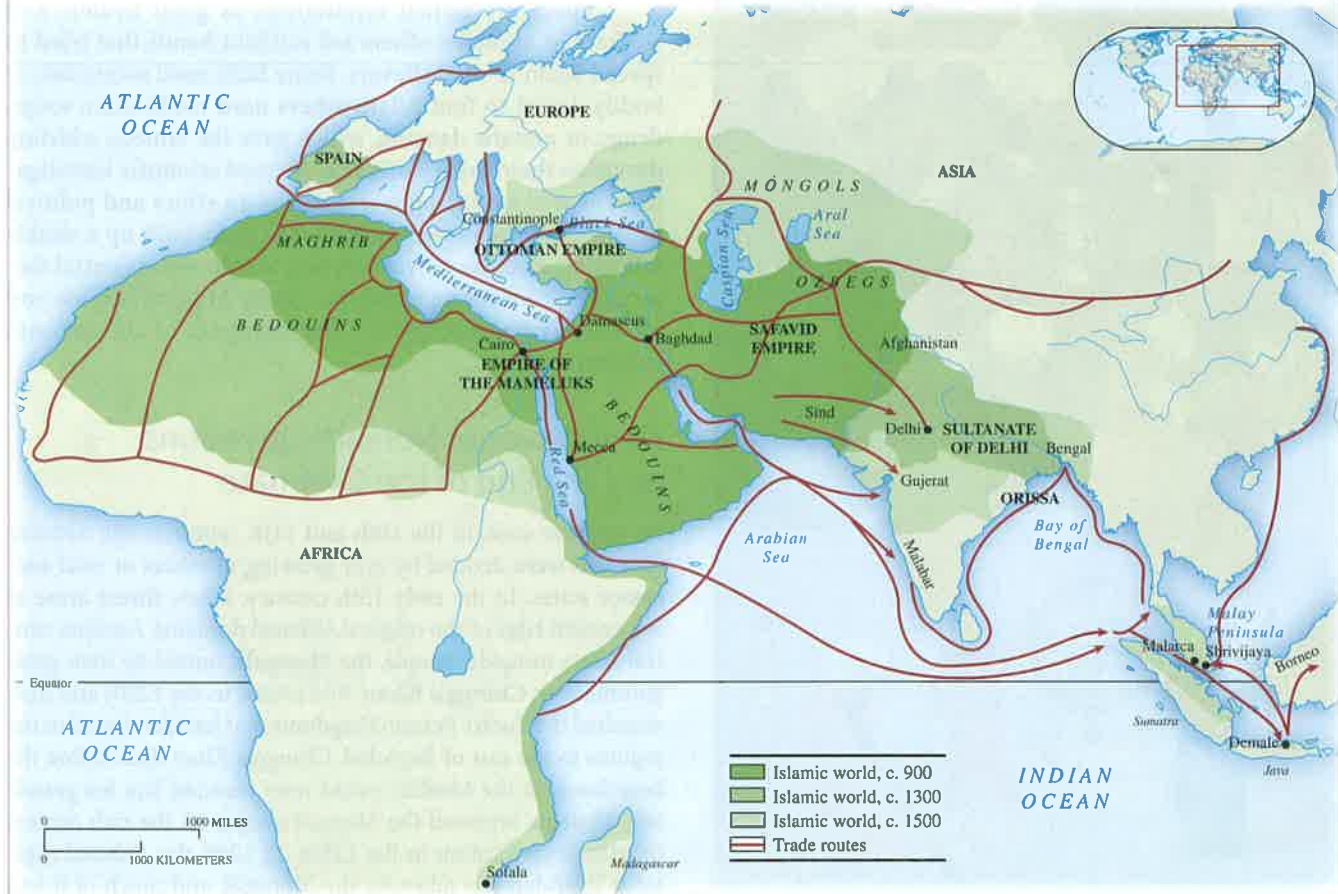 ATLANTIC
OCEAN
EUROPE
SPAIN
MONGOLS
ASIA
Aral
Sea
Caspian Sea
Constantinople
Black Sea
OTTOMAN EMPIRE
MAGHRIB
Mediterranean Sea
OZBEGS
BEDOUINS
Damascus
Baghdad
SAFAVID
EMPIRE
Afghanistan
Cairo
EMPIRE OF
THE MAMELUKS
BEDOUINS
Sind
Delhi
SULTANATE
OF DELHI
Bengal
Mecca
Red Sea
Gujerat
ORISSA
Arabian
Sea
Bay of
Bengal
AFRICA
Malabar
Malay
Peninsula
Malacca
Shrivijaya
Borneo
Equator
ATLANTIC
OCEAN
Sumatra
Demale
Java
INDIAN
OCEAN
Islamic world, c. 900
Islamic world, c. 1300
Islamic world, c. 1500
Trade routes
0 1000 MILES
0 1000 KILOMETERS
Sofala
Madagascar